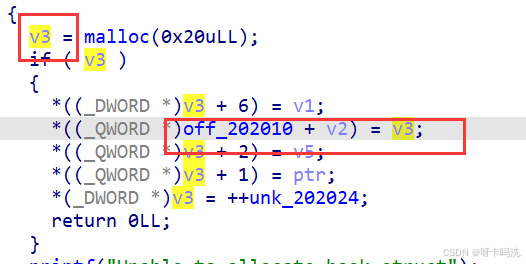 {
v3 = malloc(0x20uLL);
if ( v3 )
{
*((_DWORD *)v3 + 6) = v1;
*((_QWORD *)off_202010 + v2) = v3;
*((_QWORD *)v3 + 2) = v5;
*((_QWORD *)v3 + 1) = ptr;
*(_DWORD *)v3 = ++unk_202024;
return 0LL;
}
printf("Unable to allocate book struct");
CSDN @呀卡吗洗.